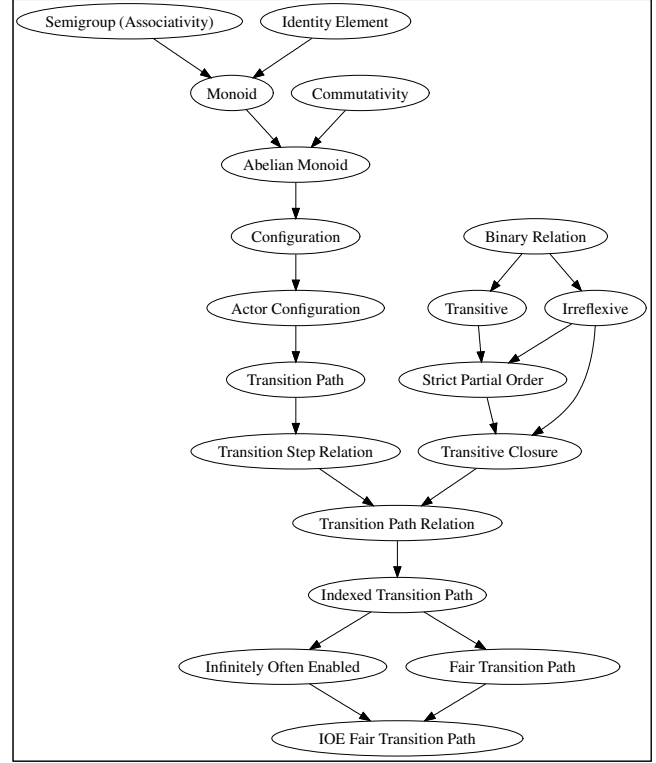 Semigroup (Associativity)
Identity Element
Monoid
Commutativity
Abelian Monoid
Configuration
Binary Relation
Actor Configuration
Transitive
Irreflexive
Transition Path
Strict Partial Order
Transition Step Relation
Transitive Closure
Transition Path Relation
Indexed Transition Path
Infinitely Often Enabled
Fair Transition Path
IOE Fair Transition Path